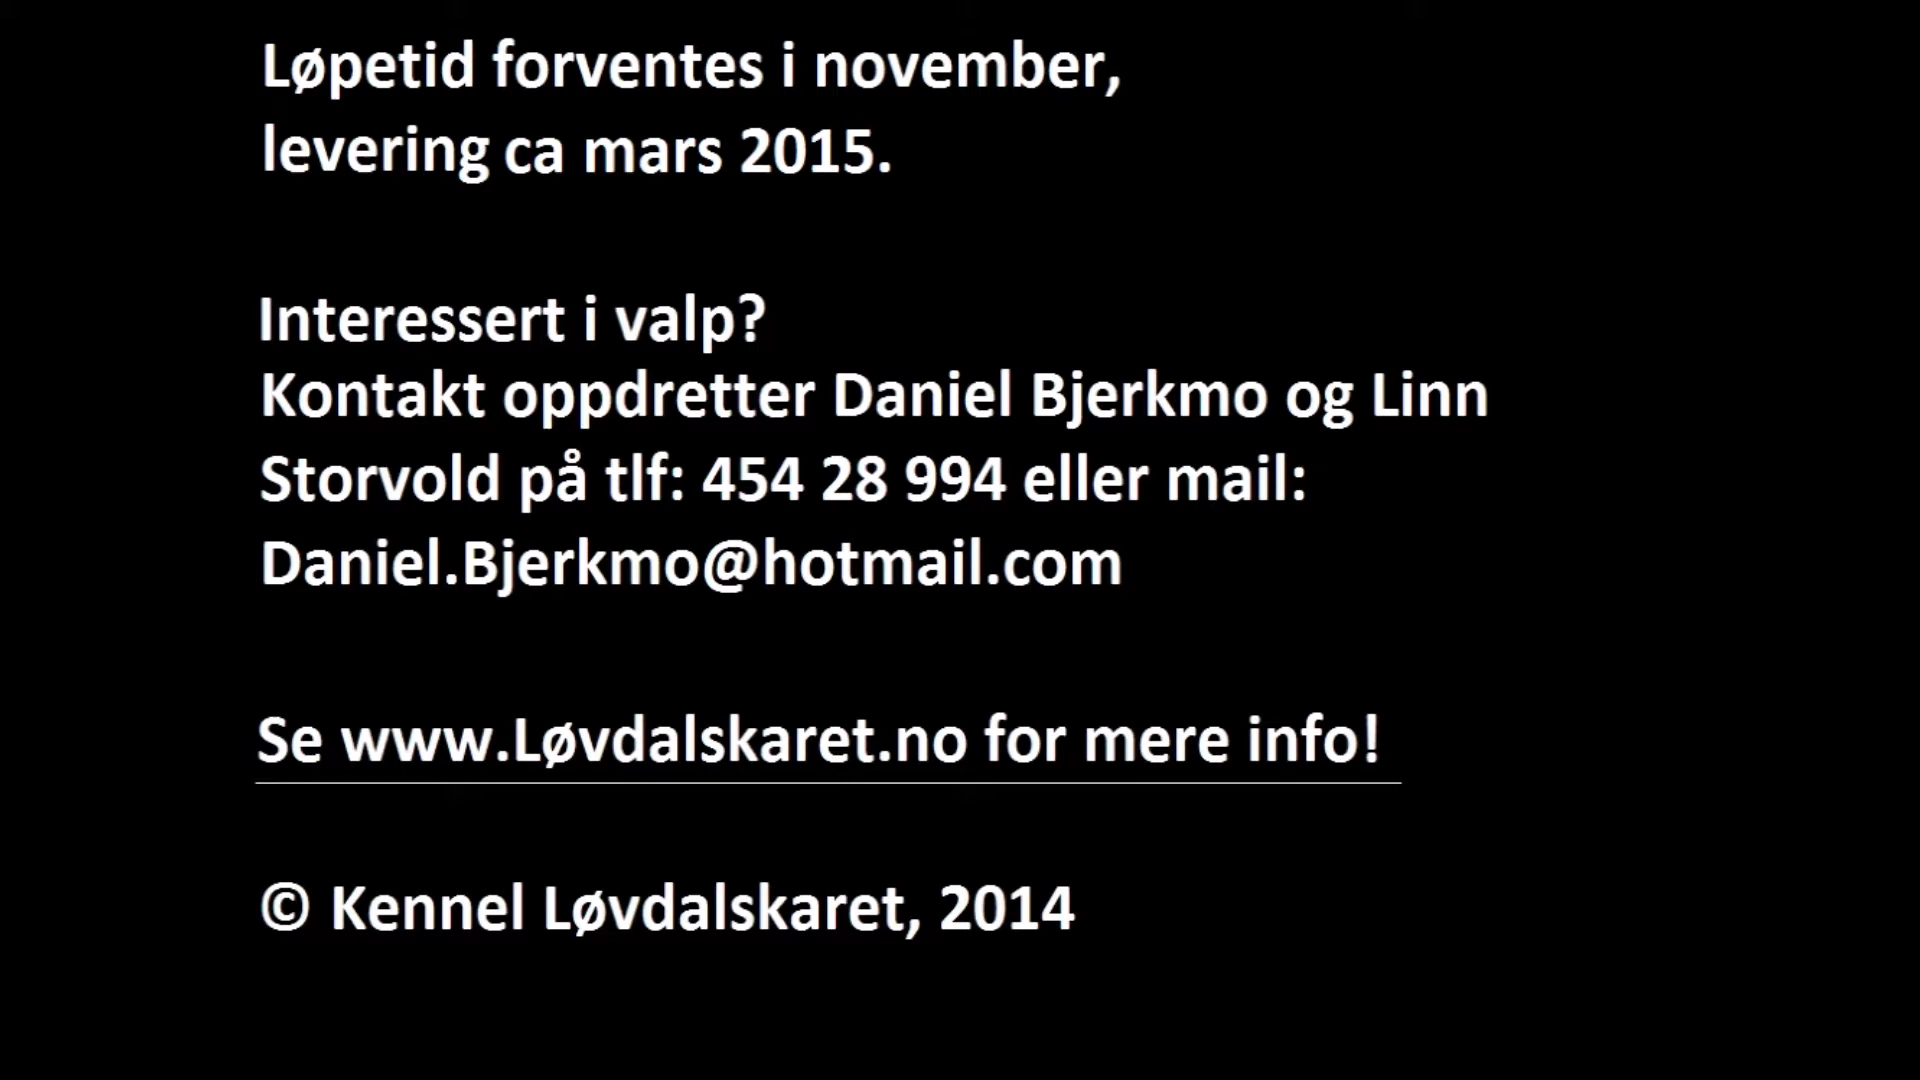 Løpetid forventes i november,
levering ca mars 2015.
Interessert i valp?
Kontakt oppdretter Daniel Bjerkmo og Linn
Storvold på tlf: 454 28 994 eller mail:
Daniel.Bjerkmo@hotmail.com
Se www.Løvdalskaret.no for mere info!
© Kennel Løvdalskaret, 2014